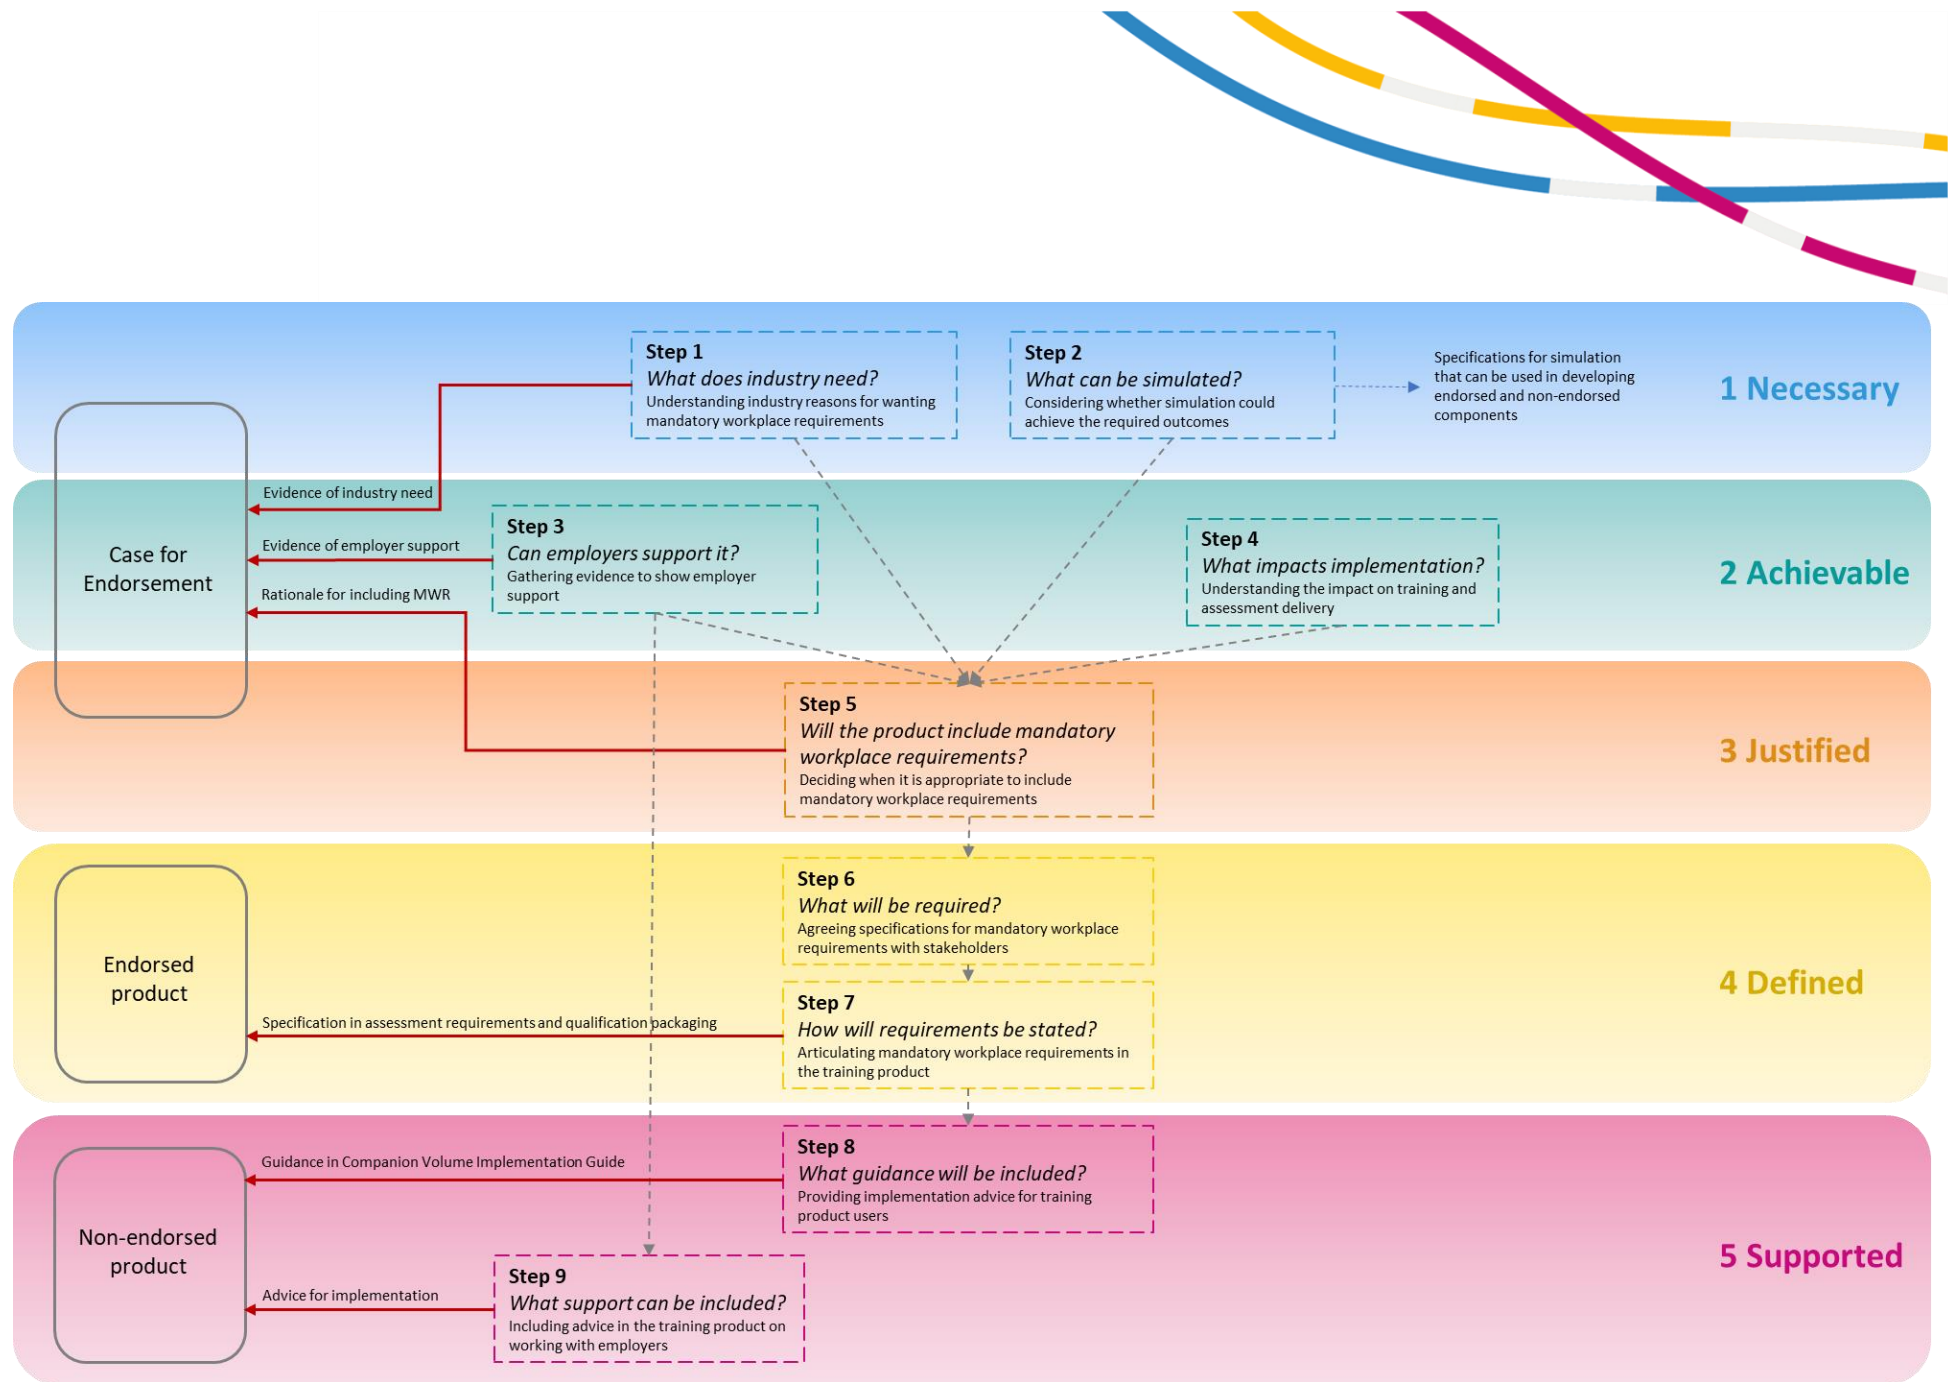 Step 1
What does industry need?
Understanding industry reasons for wanting
mandatory workplace requirements
Step 2
What can be simulated?
Considering whether simulation could
achieve the required outcomes
Specifications for simulation
that can be used in developing
endorsed and non-endorsed
components
1 Necessary
Case for
Endorsement
Evidence of industry need
Evidence of employer support
Rationale for including MWR
Step 3
Can employers support it?
Gathering evidence to show employer
support
Step 4
What impacts implementation?
Understanding the impact on training and
assessment delivery
2 Achievable
Step 5
Will the product include mandatory
workplace requirements?
Deciding when it is appropriate to include
mandatory workplace requirements
3 Justified
Endorsed
product
Step 6
What will be required?
Agreeing specifications for mandatory workplace
requirements with stakeholders
Specification in assessment requirements and qualification packaging
Step 7
How will requirements be stated?
Articulating mandatory workplace requirements in
the training product
4 Defined
Non-endorsed
product
Guidance in Companion Volume Implementation Guide
Step 8
What guidance will be included?
Providing implementation advice for training
product users
Advice for implementation
Step 9
What support can be included?
Including advice in the training product on
working with employers
5 Supported